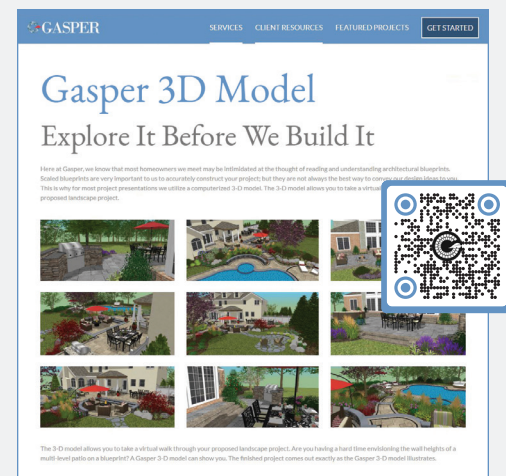 GASPER
SERVICES CLIENT RESOURCES FEATURED PROJECTS GET STARTED
Gasper 3D Model
Explore It Before We Build It
Here at Gasper, we know that most homeowners we meet may be intimidated at the thought of reading and understanding architectural blueprints.
Scaled blueprints are very important to us to accurately construct your project; but they are not always the best way to convey our design ideas to you.
This is why for most project presentations we utilize a computerized 3-D model. The 3-D model allows you to take a virtual
proposed landscape project.
The 3-D model allows you to take a virtual walk through your proposed landscape project. Are you having a hard time envisioning the wall heights of a
multi-level patio on a blueprint? A Gasper 3-D model can show you. The finished project comes out exactly as the Gasper 3-D model illustrates.